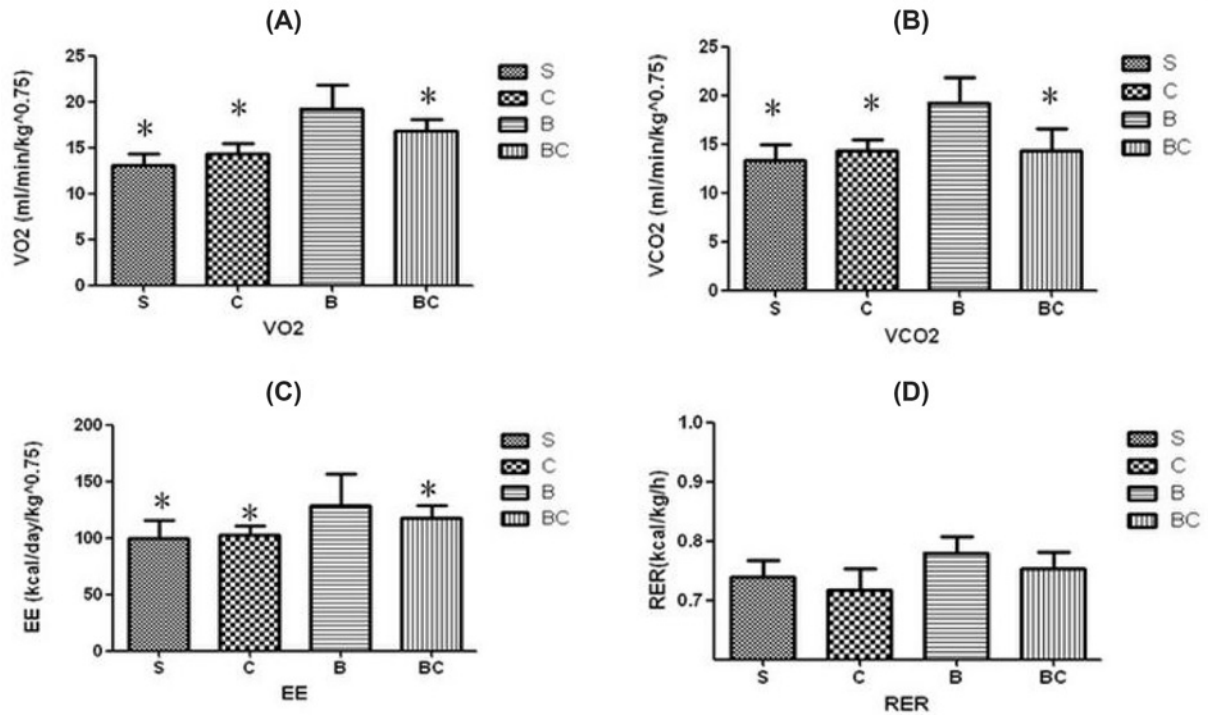 (A)
VO2 (ml/min/kg^0.75)
25
20
15
10
5
0
*
*
*
S
C
B
BC
VO2
S
C
B
BC
(B)
VCO2 (ml/min/kg^0.75)
25
20
15
10
5
0
*
*
*
S
C
B
BC
VCO2
S
C
B
BC
(C)
EE (kcal/day/kg^0.75)
200
150
100
50
0
*
*
*
S
C
B
BC
EE
S
C
B
BC
(D)
RER(kcal/kg/h)
1.0
0.9
0.8
0.7
S
C
B
BC
RER
S
C
B
BC